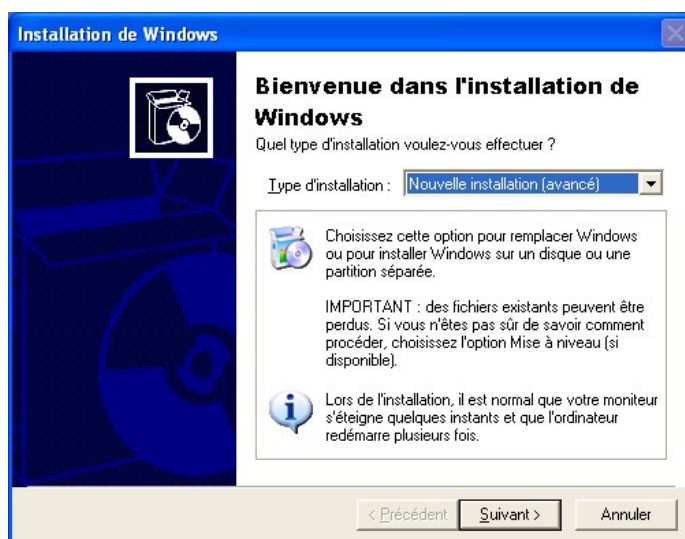 Installation de Windows
Bienvenue dans l'installation de
Windows
Quel type d'installation voulez-vous effectuer ?
Type d'installation : Nouvelle installation (avancé)
Choisissez cette option pour remplacer Windows
ou pour installer Windows sur un disque ou une
partition séparée.
IMPORTANT : des fichiers existants peuvent être
perdus. Si vous n'êtes pas sûr de savoir comment
procéder, choisissez l'option Mise à niveau (si
disponible).
Lors de l'installation, il est normal que votre moniteur
s'éteigne quelques instants et que l'ordinateur
redémarre plusieurs fois.
< Précédent Suivant > Annuler